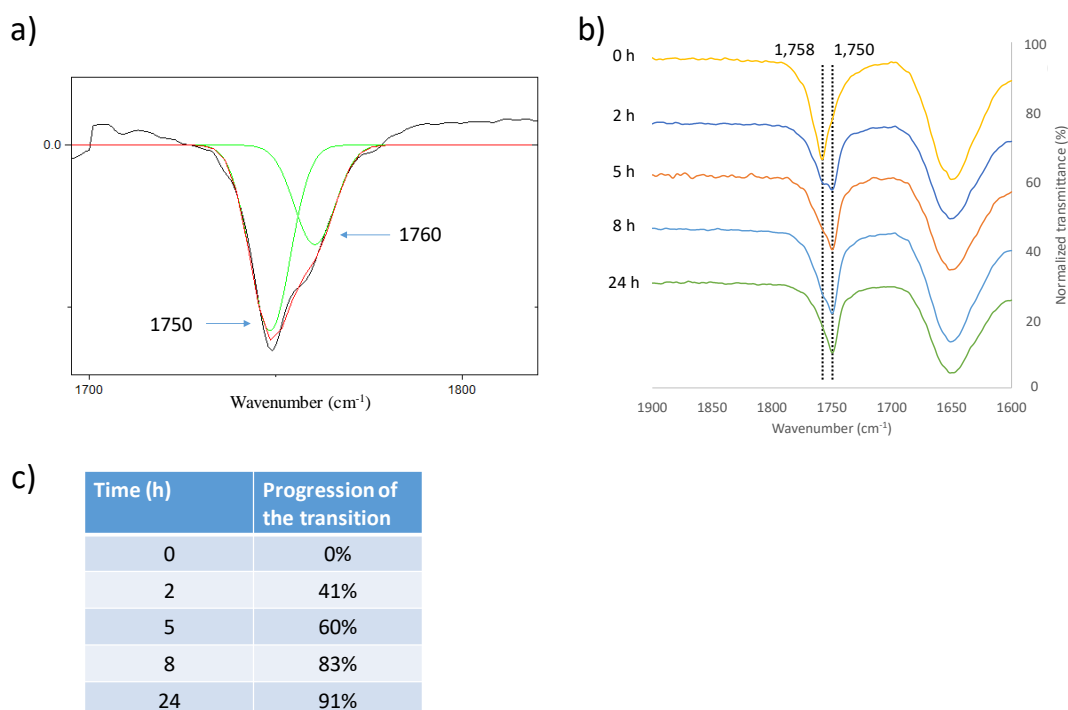 a)
0.0
1760
1750
1700
Wavenumber (cm-1)
1800
b)
1,758
1,750
0 h
2 h
5 h
8 h
24 h
100
80
60
40
20
0
Normalized transmittance (%)
1900
1850
1800
1750
1700
1650
1600
Wavenumber (cm-1)
c)
Time (h)
Progression of
the transition
0
0%
2
41%
5
60%
8
83%
24
91%